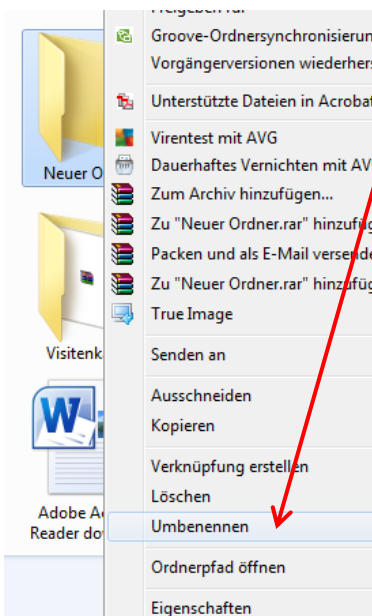 Groove-Ordnersynchronisierun
Vorgängerversionen wiederhers
Unterstützte Dateien in Acrobat
Virentest mit AVG
Dauerhaftes Vernichten mit AV
Zum Archiv hinzufügen...
Zu "Neuer Ordner.rar" hinzufüg
Packen und als E-Mail versende
Zu "Neuer Ordner.rar" hinzufüg
True Image
Senden an
Ausschneiden
Kopieren
Verknüpfung erstellen
Löschen
Umbenennen
Ordnerpfad öffnen
Eigenschaften
Neuer O
Visitenk
W
Adobe A
Reader do